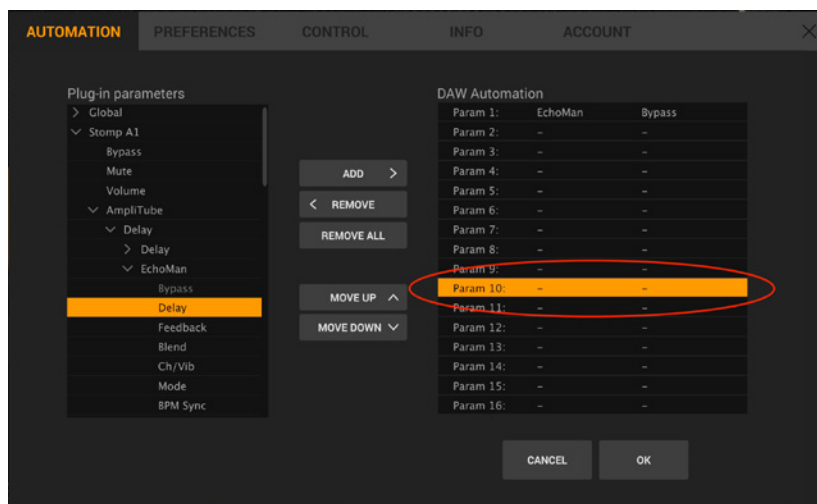 AUTOMATION PREFERENCES CONTROL INFO ACCOUNT
Plug-in parameters
Global
Stomp A1
Bypass
Mute
Volume
AmpliTube
Delay
Delay
EchoMan
Bypass
Delay
Feedback
Blend
Ch/Vib
Mode
BPM Sync
ADD
REMOVE
REMOVE ALL
MOVE UP
MOVE DOWN
DAW Automation
Param 1: EchoMan Bypass
Param 2: – –
Param 3: – –
Param 4: – –
Param 5: – –
Param 6: – –
Param 7: – –
Param 8: – –
Param 9: – –
Param 10: – –
Param 11: – –
Param 12: – –
Param 13: – –
Param 14: – –
Param 15: – –
Param 16: – –
CANCEL OK